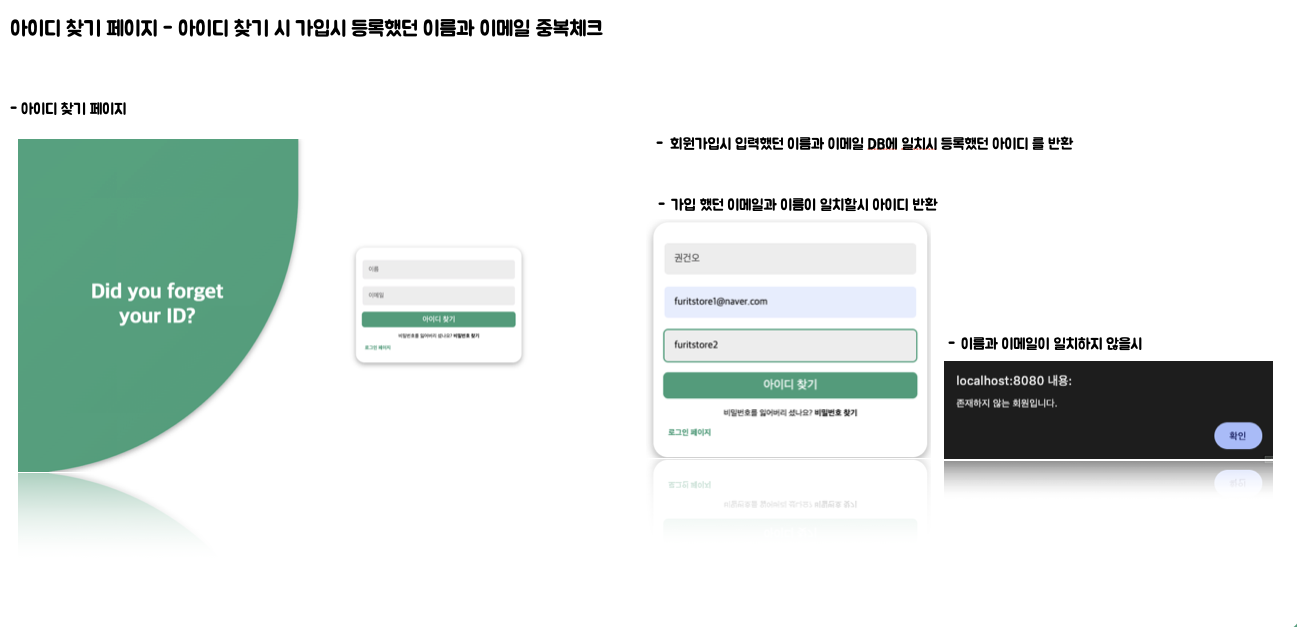 아이디 찾기 페이지 - 아이디 찾기 시 가입시 등록했던 이름과 이메일 중복체크
- 아이디 찾기 페이지
Did you forget
your ID?
이름
이메일
아이디 찾기
비밀번호를 잃어버리 셨나요? 비밀번호 찾기
로그인 페이지
- 회원가입시 입력했던 이름과 이메일 DB에 일치시 등록했던 아이디 를 반환
- 가입 했던 이메일과 이름이 일치할시 아이디 반환
권건오
furitstore1@naver.com
furitstore2
아이디 찾기
비밀번호를 잃어버리 셨나요? 비밀번호 찾기
로그인 페이지
- 이름과 이메일이 일치하지 않을시
localhost:8080 내용:
존재하지 않는 회원입니다.
확인